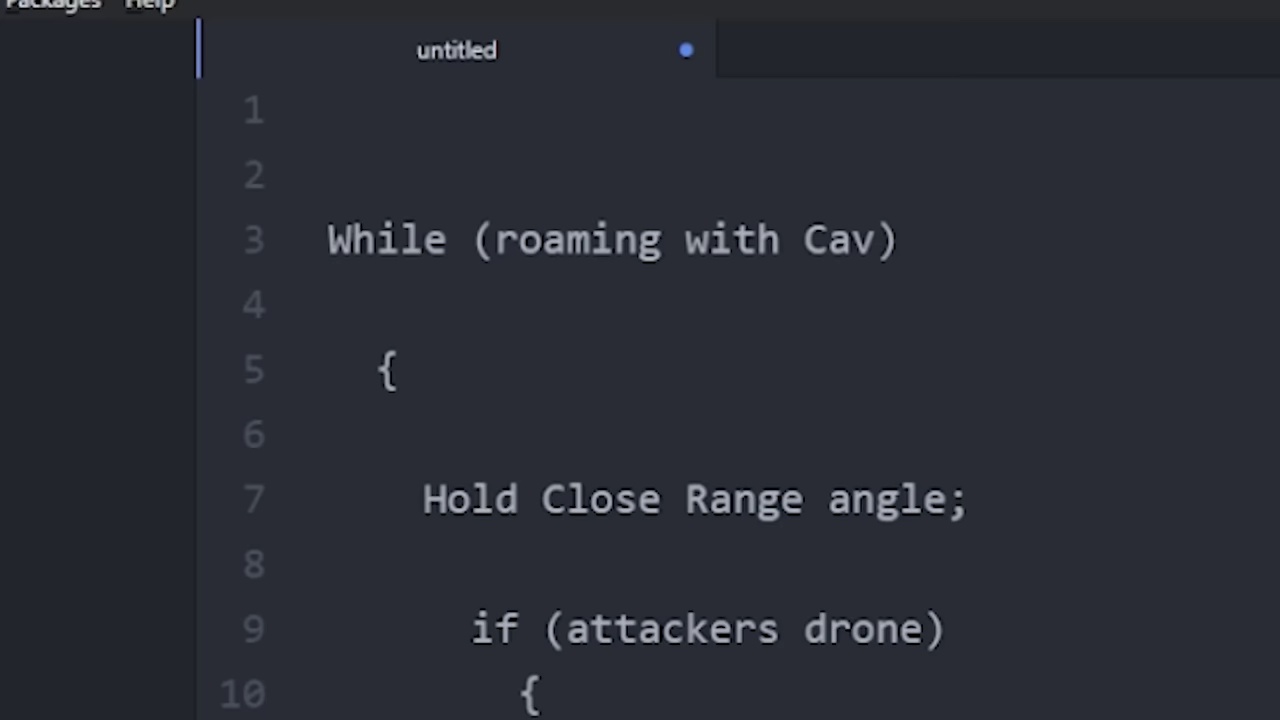 Packages Help
untitled
1
2
3 While (roaming with Cav)
4
5 {
6
7 Hold Close Range angle;
8
9 if (attackers drone)
10 {